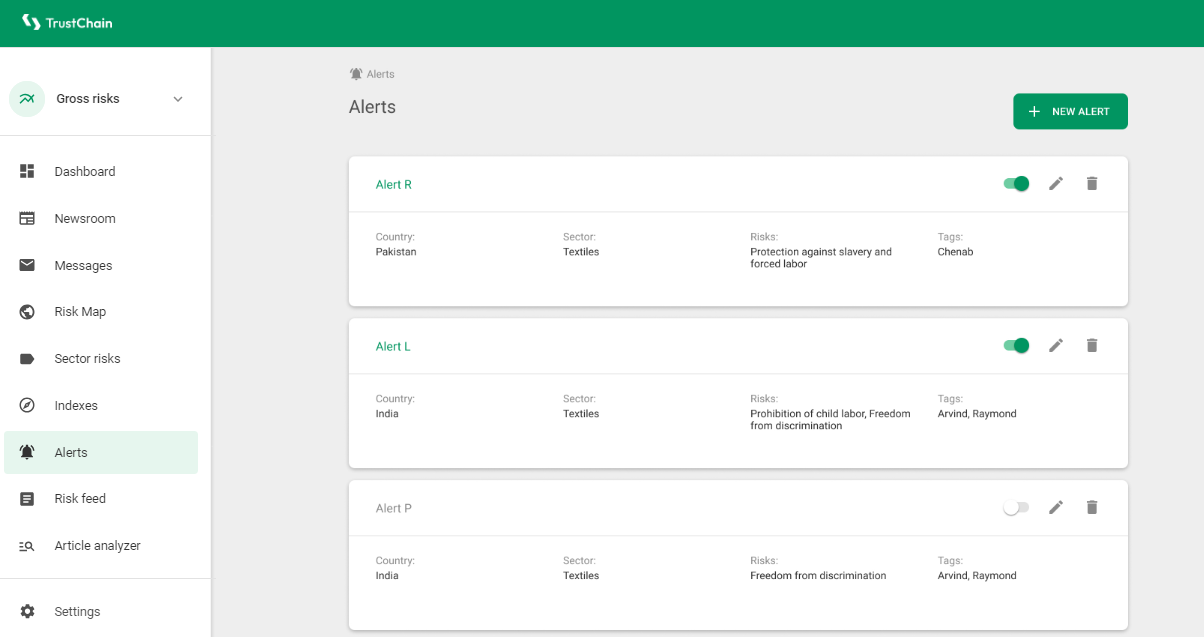 TrustChain
Gross risks
Dashboard
Newsroom
Messages
Risk Map
Sector risks
Indexes
Alerts
Risk feed
Article analyzer
Settings
Alerts
Alerts
NEW ALERT
Alert R
Country:
Pakistan
Sector:
Textiles
Risks:
Protection against slavery and
forced labor
Tags:
Chenab
Alert L
Country:
India
Sector:
Textiles
Risks:
Prohibition of child labor, Freedom
from discrimination
Tags:
Arvind, Raymond
Alert P
Country:
India
Sector:
Textiles
Risks:
Freedom from discrimination
Tags:
Arvind, Raymond